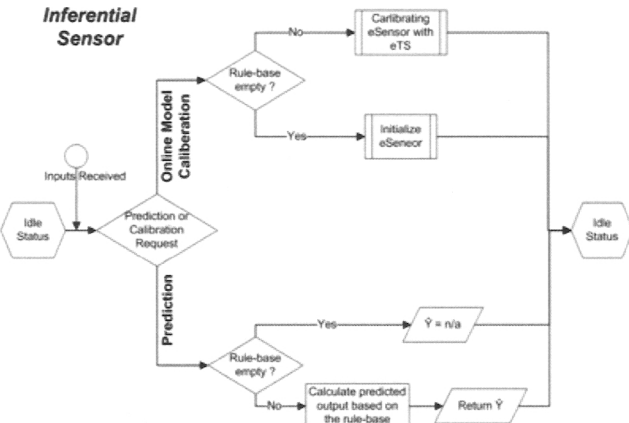 Inferential
Sensor
No
Carlibrating
eSensor with
eTS
Rule-base
empty ?
Online Model
Caliberation
Yes
Initialize
eSeneor
Inputs Received
Idle
Status
Prediction or
Calibration
Request
Idle
Status
Prediction
Yes
Ŷ = n/a
Rule-base
empty ?
No
Calculate predicted
output based on
the rule-base
Return Ŷ